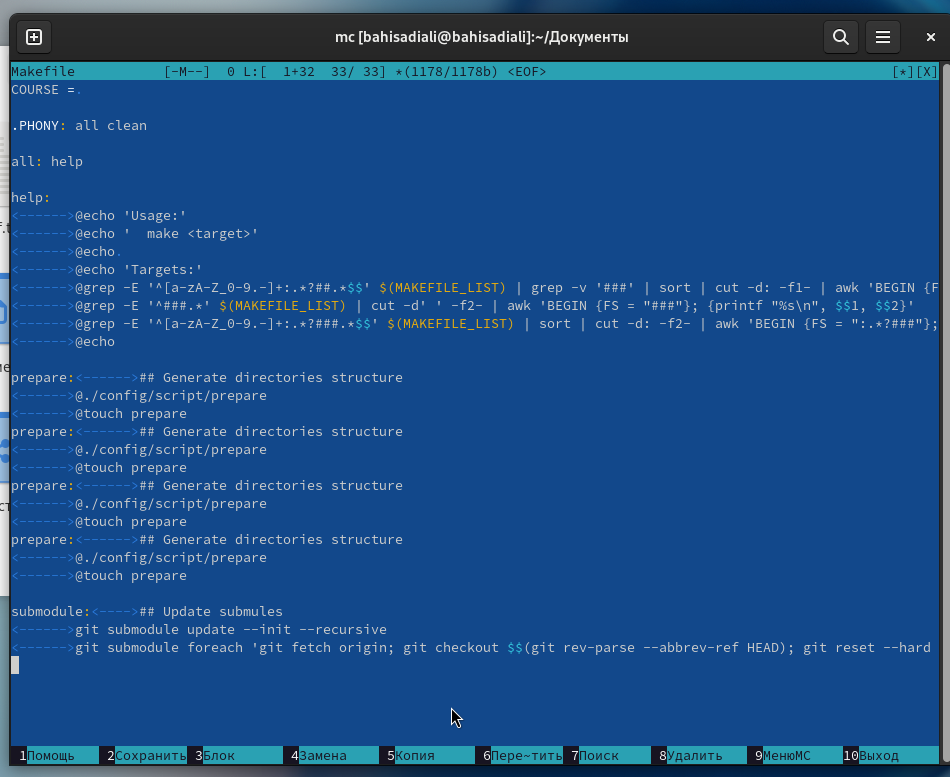 mc [bahisadiali@bahisadiali]:~/Документы
Makefile [-M--] 0 L:[ 1+32 33/ 33] *(1178/1178b) <EOF> [*][X]
COURSE =.
.PHONY: all clean
all: help
help:
<------>@echo 'Usage:'
<------>@echo '  make <target>'
<------>@echo.
<------>@echo 'Targets:'
<------>@grep -E '^[a-zA-Z_0-9.-]+:.*?##.*$$' $(MAKEFILE_LIST) | grep -v '###' | sort | cut -d: -f1- | awk 'BEGIN {F
<------>@grep -E '^###.*' $(MAKEFILE_LIST) | cut -d' ' -f2- | awk 'BEGIN {FS = "###"}; {printf "%s\n", $$1, $$2}'
<------>@grep -E '^[a-zA-Z_0-9.-]+:.*?###.*$$' $(MAKEFILE_LIST) | sort | cut -d: -f2- | awk 'BEGIN {FS = ":.*?###"};
<------>@echo
prepare:<------>## Generate directories structure
<------>@./config/script/prepare
<------>@touch prepare
prepare:<------>## Generate directories structure
<------>@./config/script/prepare
<------>@touch prepare
prepare:<------>## Generate directories structure
<------>@./config/script/prepare
<------>@touch prepare
prepare:<------>## Generate directories structure
<------>@./config/script/prepare
<------>@touch prepare
submodule:<---->## Update submules
<------>git submodule update --init --recursive
<------>git submodule foreach 'git fetch origin; git checkout $$(git rev-parse --abbrev-ref HEAD); git reset --hard
1Помощь 2Сохранить 3Блок 4Замена 5Копия 6Пере~тить 7Поиск 8Удалить 9МенюMC 10Выход